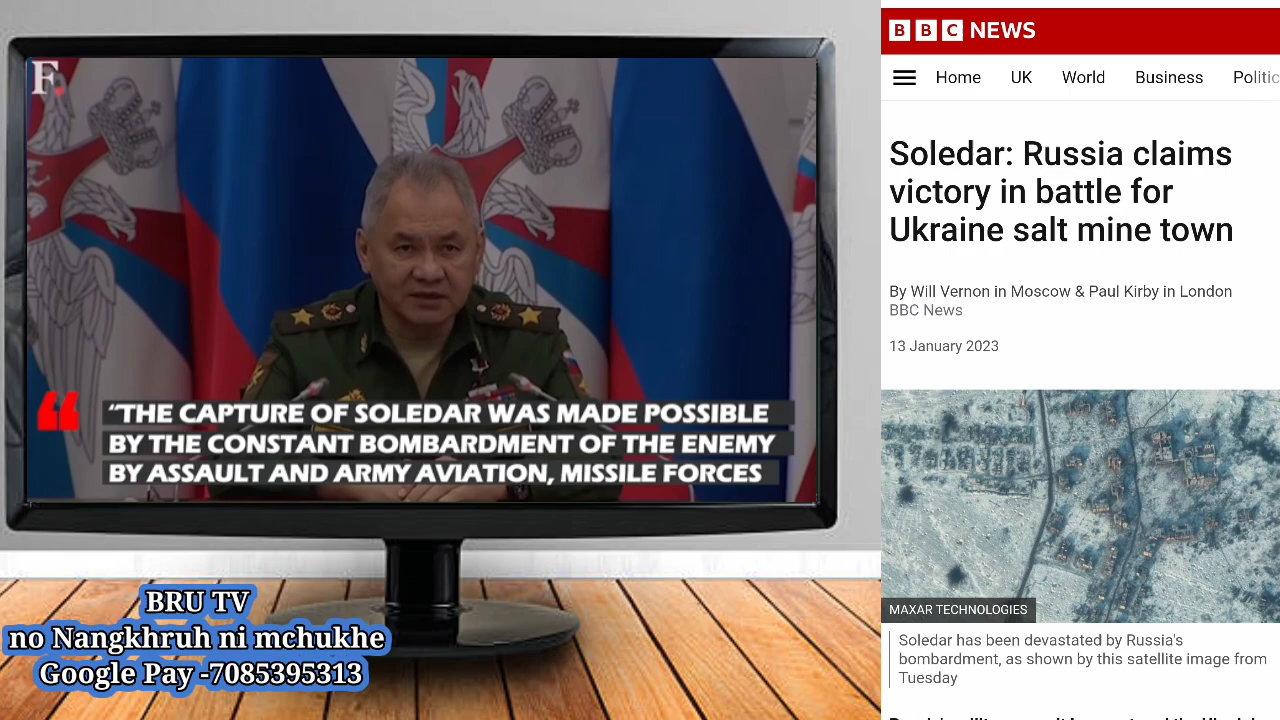 F
“THE CAPTURE OF SOLEDAR WAS MADE POSSIBLE
BY THE CONSTANT BOMBARDMENT OF THE ENEMY
BY ASSAULT AND ARMY AVIATION, MISSILE FORCES
BRU TV
no Nangkhruh ni mchukhe
Google Pay -7085395313
BBC NEWS
Home UK World Business Politic
Soledar: Russia claims
victory in battle for
Ukraine salt mine town
By Will Vernon in Moscow & Paul Kirby in London
BBC News
13 January 2023
MAXAR TECHNOLOGIES
Soledar has been devastated by Russia's
bombardment, as shown by this satellite image from
Tuesday